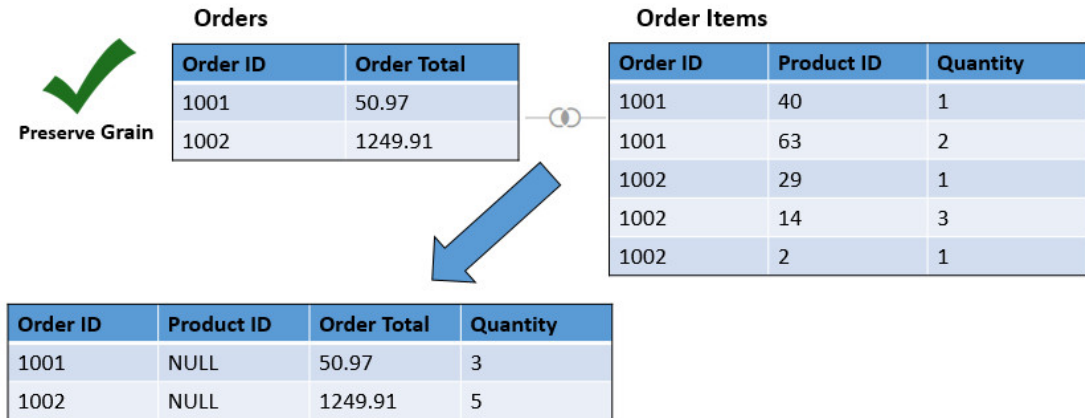 Orders
Order ID Order Total
1001 50.97
1002 1249.91
Preserve Grain
Order Items
Order ID Product ID Quantity
1001 40 1
1001 63 2
1002 29 1
1002 14 3
1002 2 1
Order ID Product ID Order Total Quantity
1001 NULL 50.97 3
1002 NULL 1249.91 5